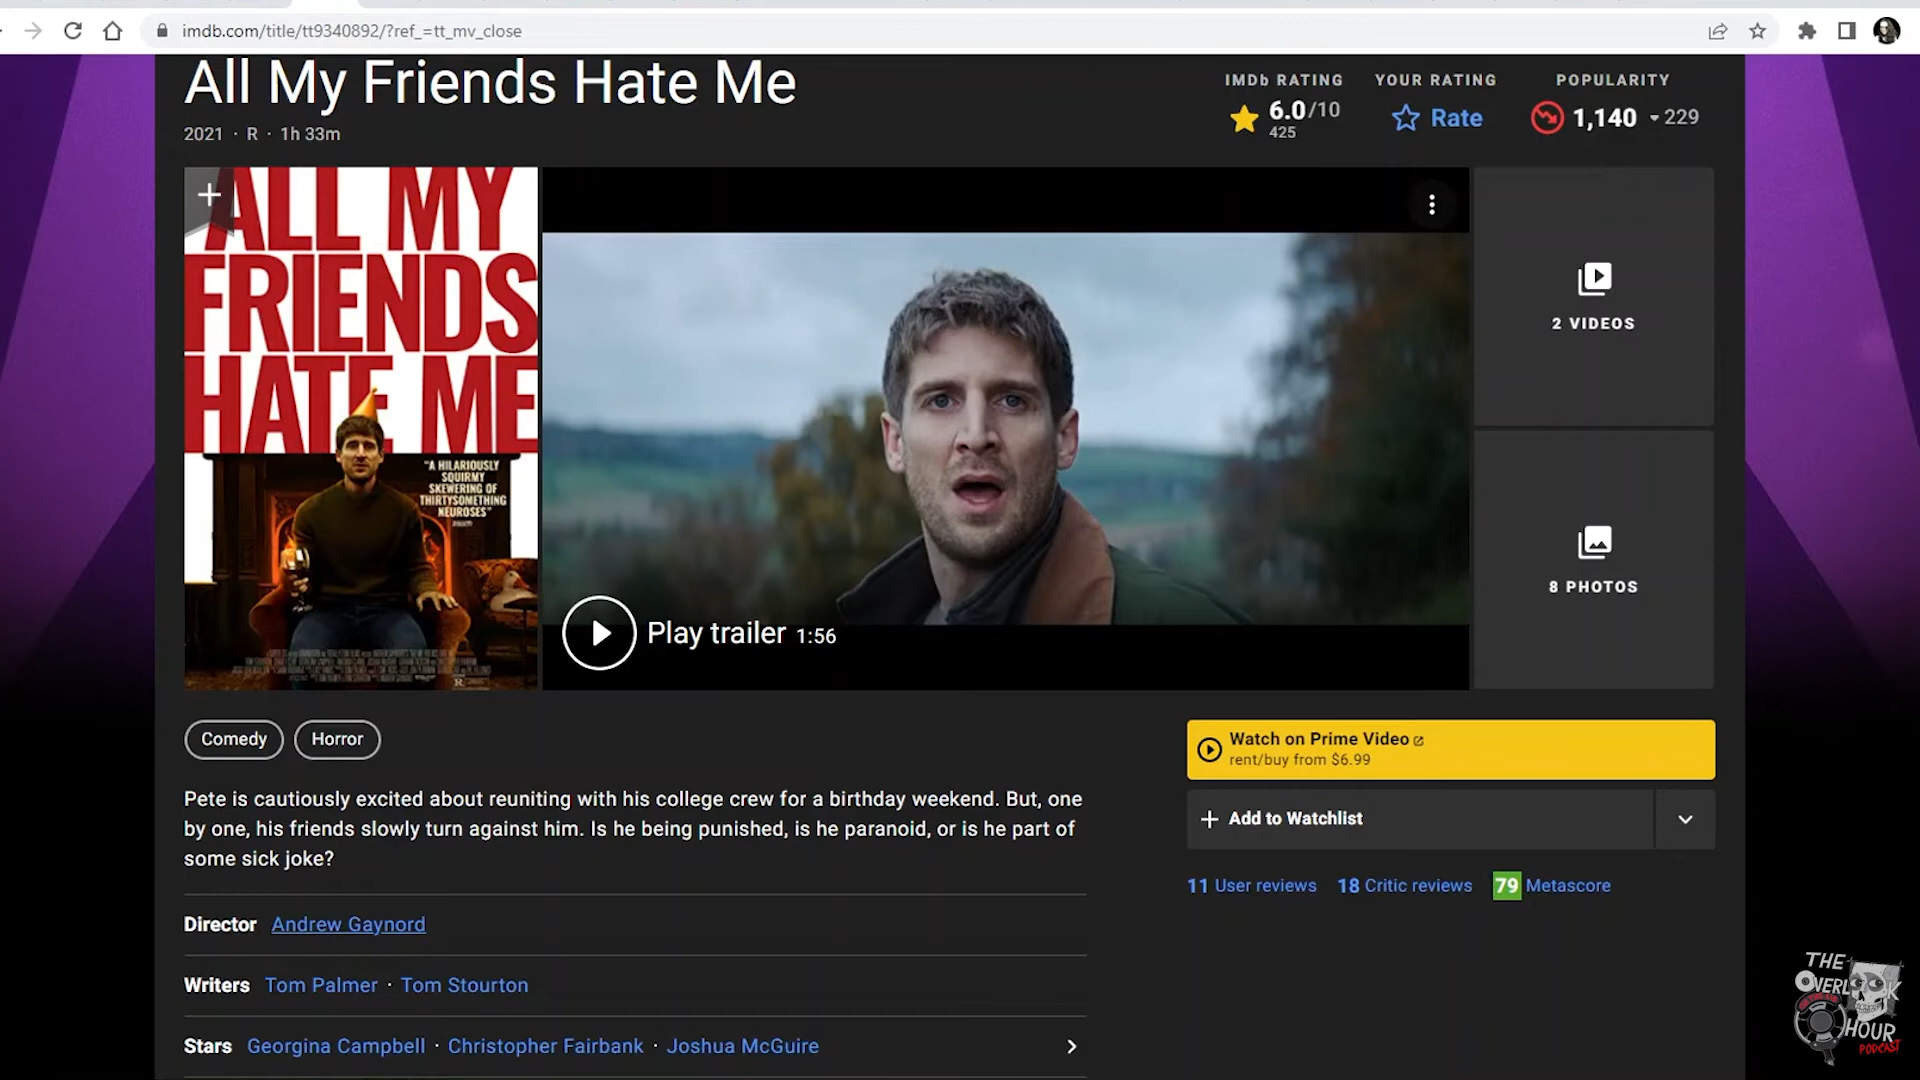 imdb.com/title/tt9340892/?ref_=tt_mv_close
All My Friends Hate Me
2021 · R · 1h 33m
IMDb RATING
6.0/10
425
YOUR RATING
Rate
POPULARITY
1,140
229
ALL MY
FRIENDS
HATE ME
"A HILARIOUSLY
SQUIRMY
SKEWERING OF
THIRTYSOMETHING
NEUROSES"
Play trailer 1:56
2 VIDEOS
8 PHOTOS
Comedy
Horror
Pete is cautiously excited about reuniting with his college crew for a birthday weekend. But, one
by one, his friends slowly turn against him. Is he being punished, is he paranoid, or is he part of
some sick joke?
Director Andrew Gaynord
Writers Tom Palmer · Tom Stourton
Stars Georgina Campbell · Christopher Fairbank · Joshua McGuire
Watch on Prime Video
rent/buy from $6.99
Add to Watchlist
11 User reviews 18 Critic reviews 79 Metascore
THE
OVERLOOK
HOUR
PODCAST